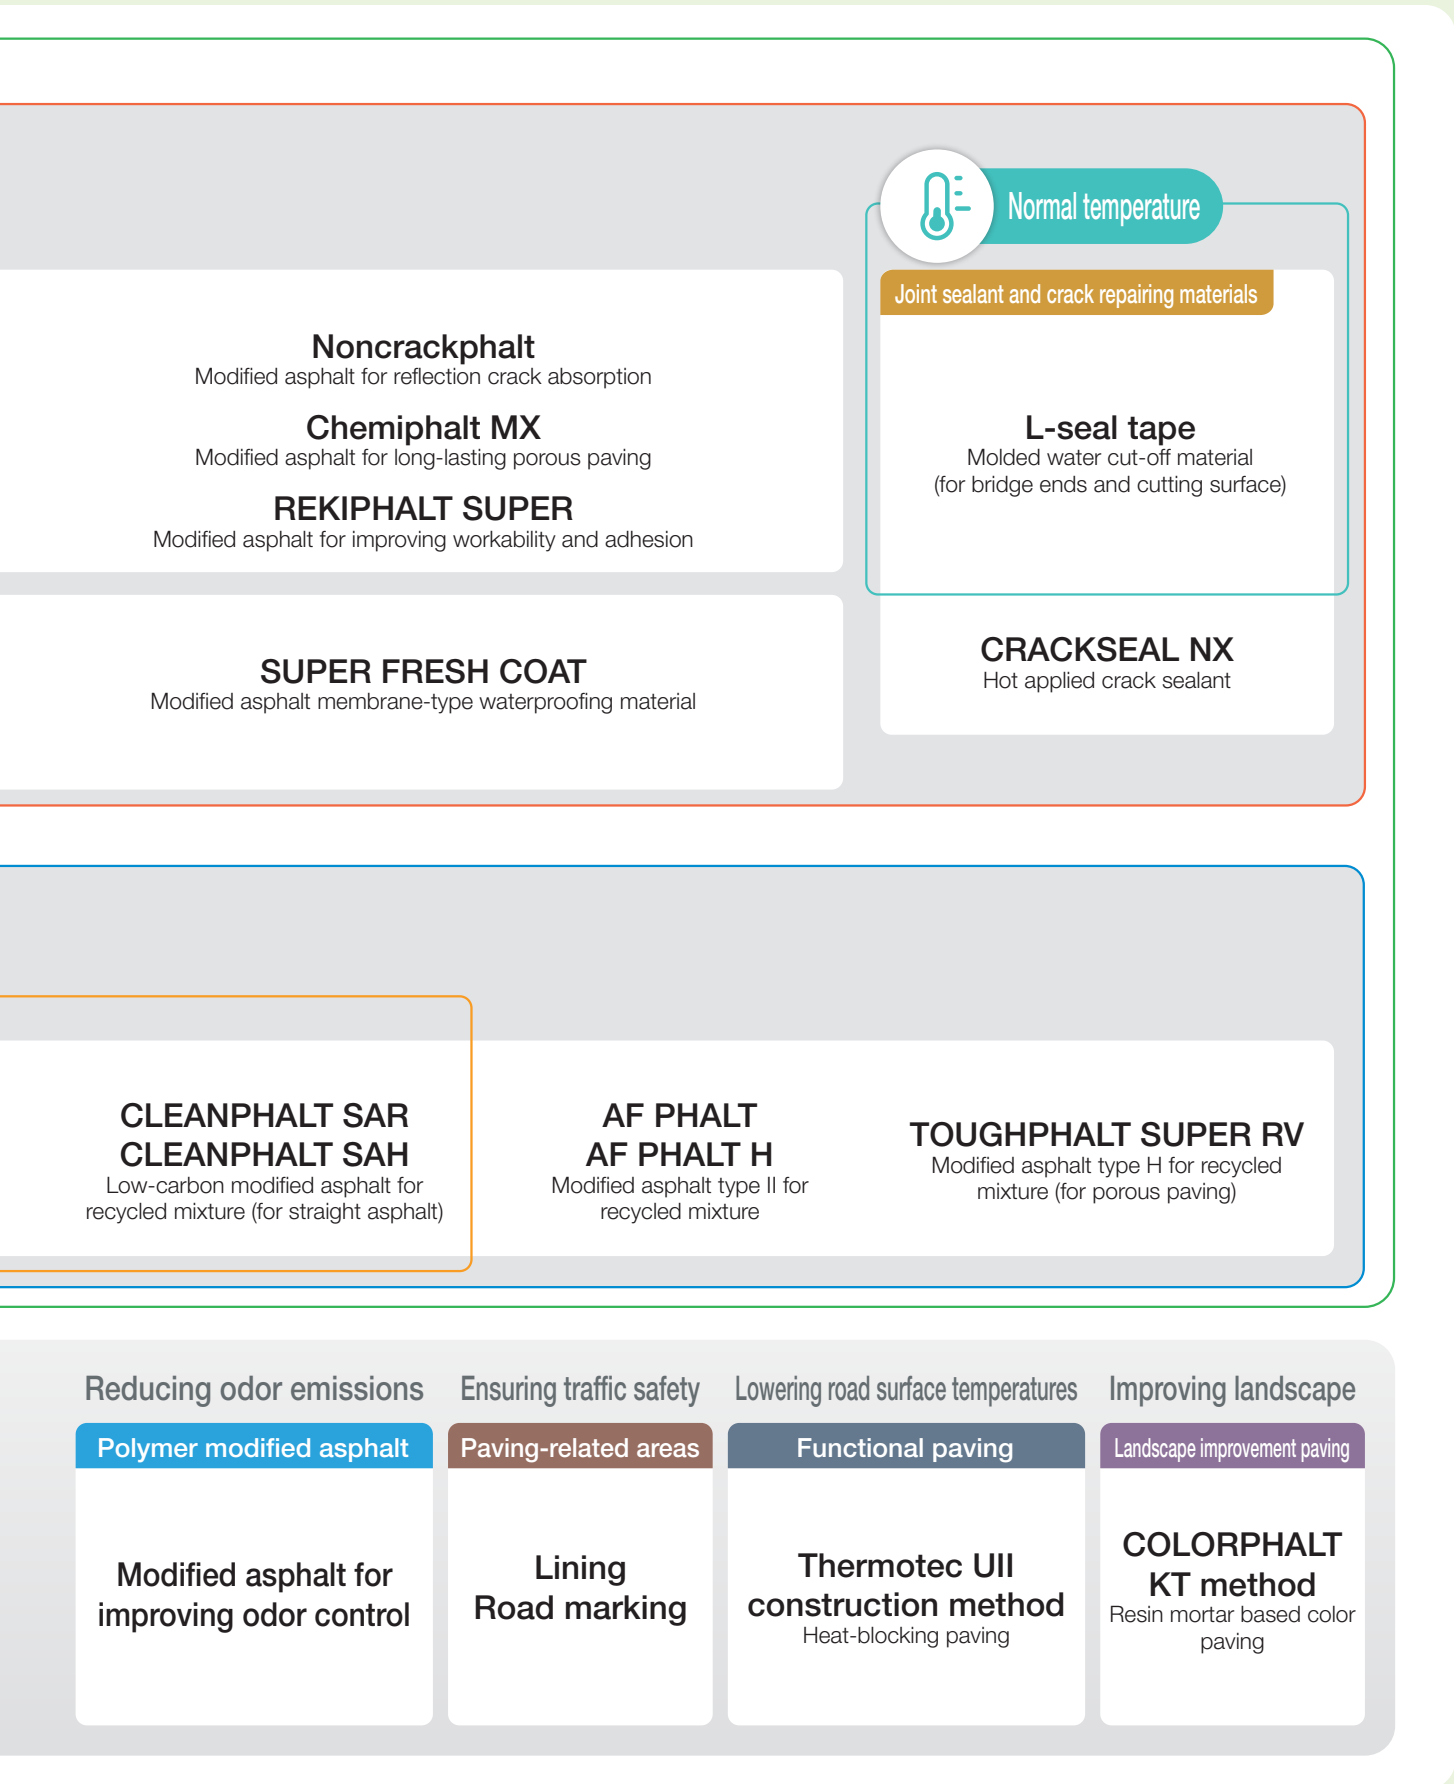 Normal temperature
Joint sealant and crack repairing materials
Noncrackphalt
Modified asphalt for reflection crack absorption
Chemiphalt MX
Modified asphalt for long-lasting porous paving
REKIPHALT SUPER
Modified asphalt for improving workability and adhesion
L-seal tape
Molded water cut-off material
(for bridge ends and cutting surface)
SUPER FRESH COAT
Modified asphalt membrane-type waterproofing material
CRACKSEAL NX
Hot applied crack sealant
CLEANPHALT SAR
CLEANPHALT SAH
Low-carbon modified asphalt for
recycled mixture (for straight asphalt)
AF PHALT
AF PHALT H
Modified asphalt type II for
recycled mixture
TOUGHPHALT SUPER RV
Modified asphalt type H for recycled
mixture (for porous paving)
Reducing odor emissions
Polymer modified asphalt
Modified asphalt for
improving odor control
Ensuring traffic safety
Paving-related areas
Lining
Road marking
Lowering road surface temperatures
Functional paving
Thermotec UII
construction method
Heat-blocking paving
Improving landscape
Landscape improvement paving
COLORPHALT
KT method
Resin mortar based color
paving